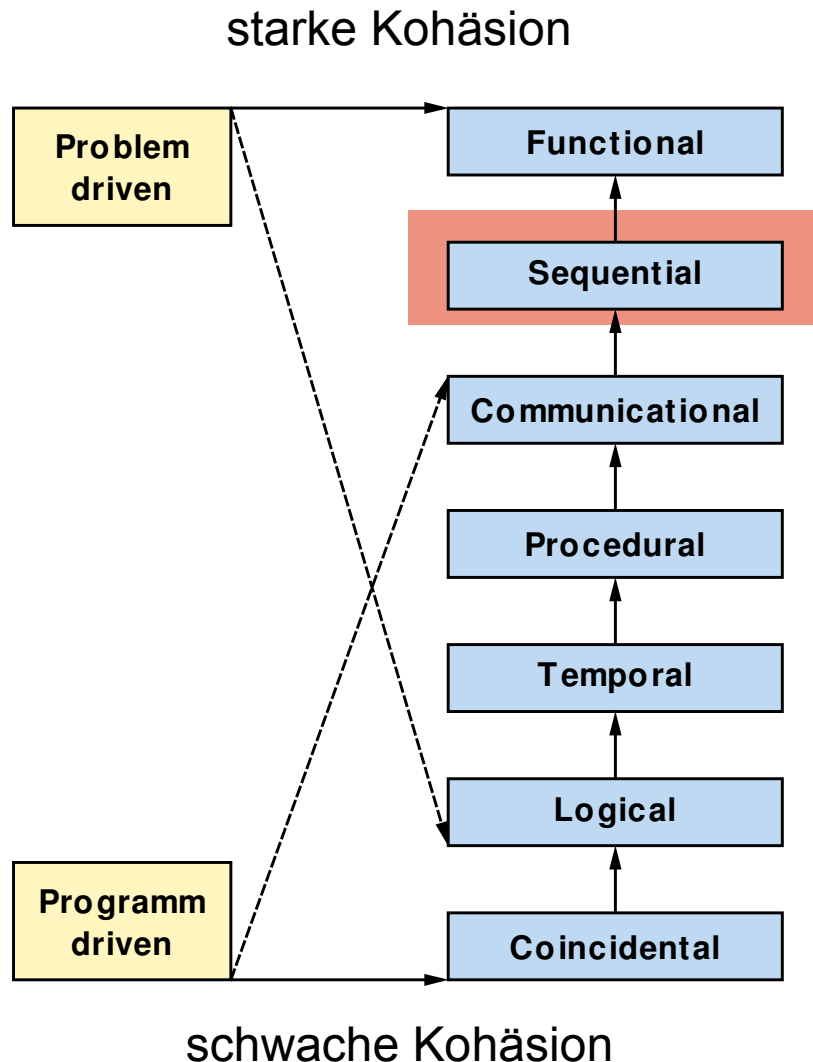 starke Kohäsion
Problem
driven
Functional
Sequential
Communicational
Procedural
Temporal
Logical
Programm
driven
Coincidental
schwache Kohäsion